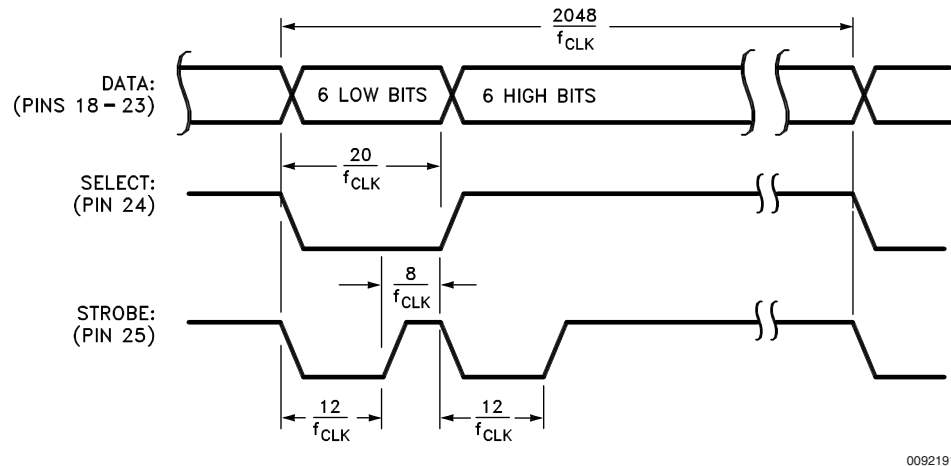 2048
fCLK
DATA:
(PINS 18–23)
6 LOW BITS
6 HIGH BITS
20
fCLK
SELECT:
(PIN 24)
8
fCLK
STROBE:
(PIN 25)
12
fCLK
12
fCLK
009219